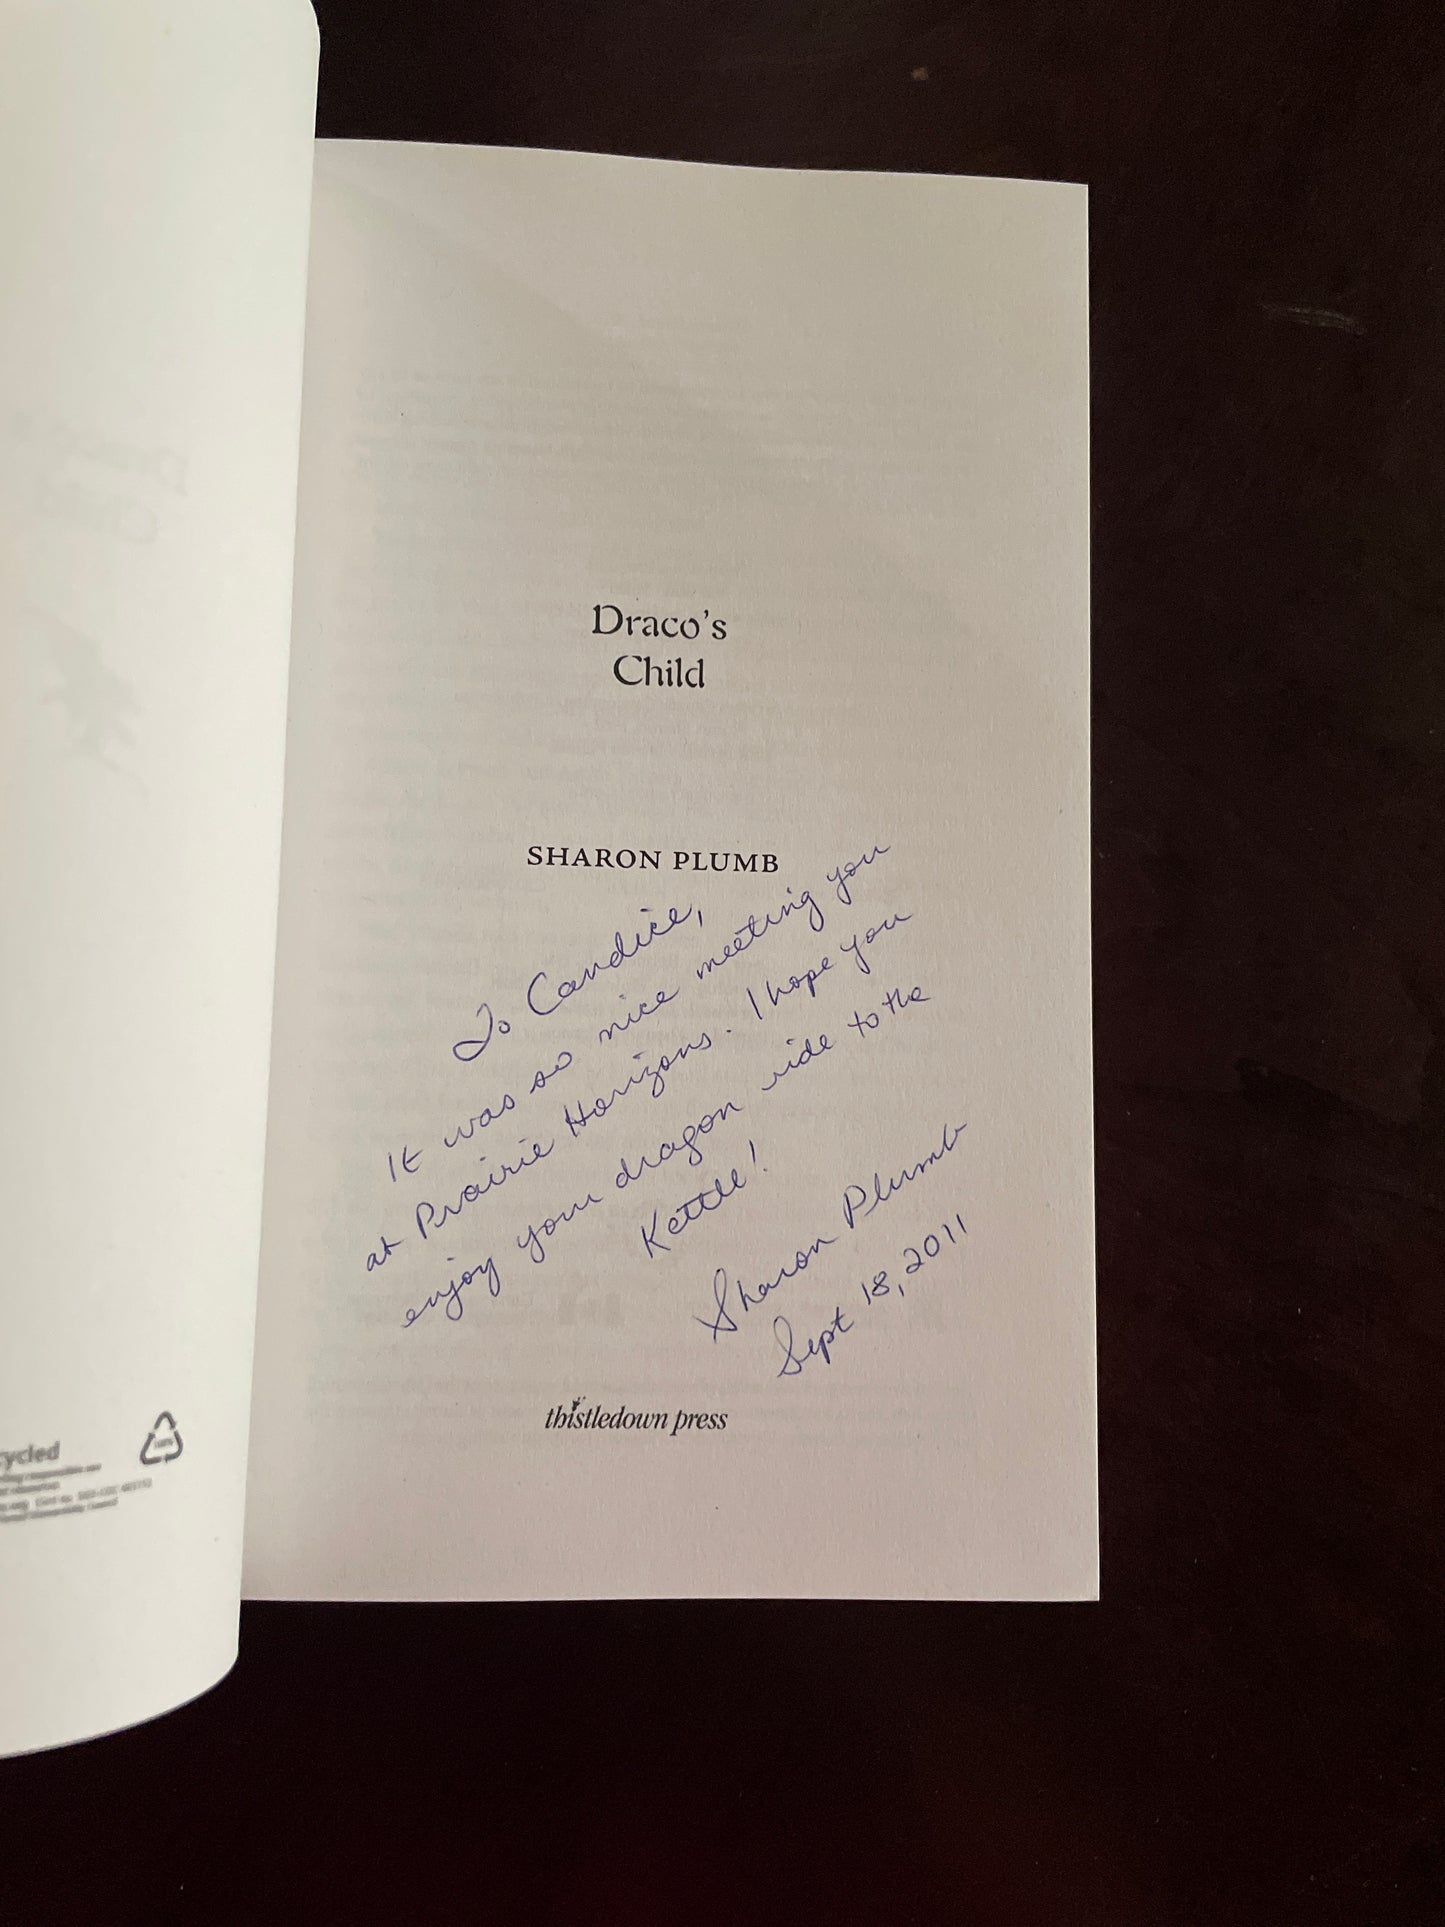 Draco's
Child
SHARON PLUMB
To Candice,
It was so nice meeting you
at Prairie Horizons. I hope you
enjoy your dragon ride to the
Kettle!
Sharon Plumb
Sept 18, 2011
thistledown press
ycled